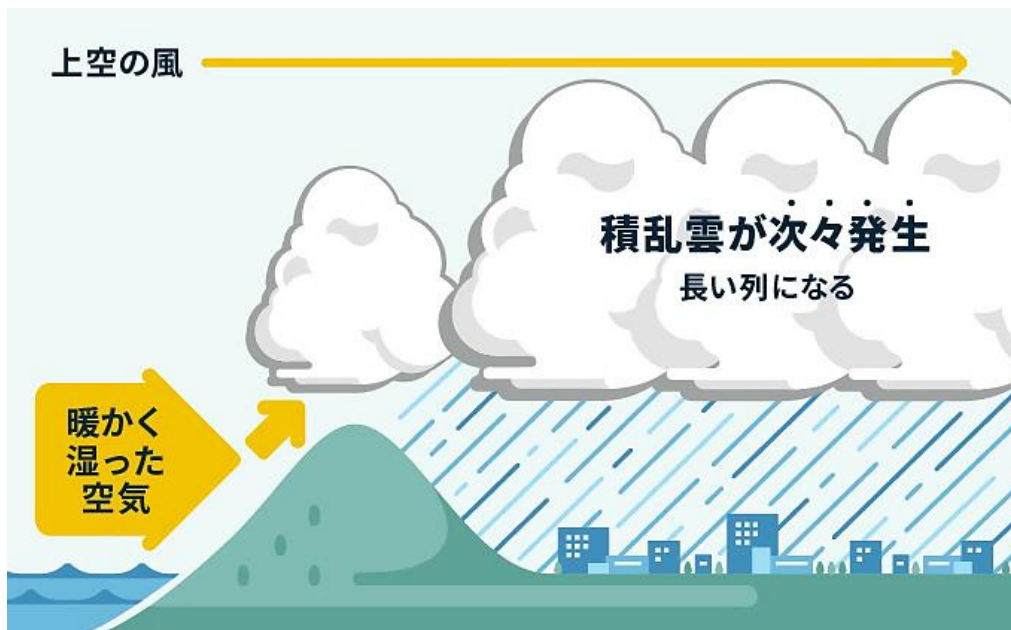 上空の風
積乱雲が次々発生
長い列になる
暖かく
湿った
空気